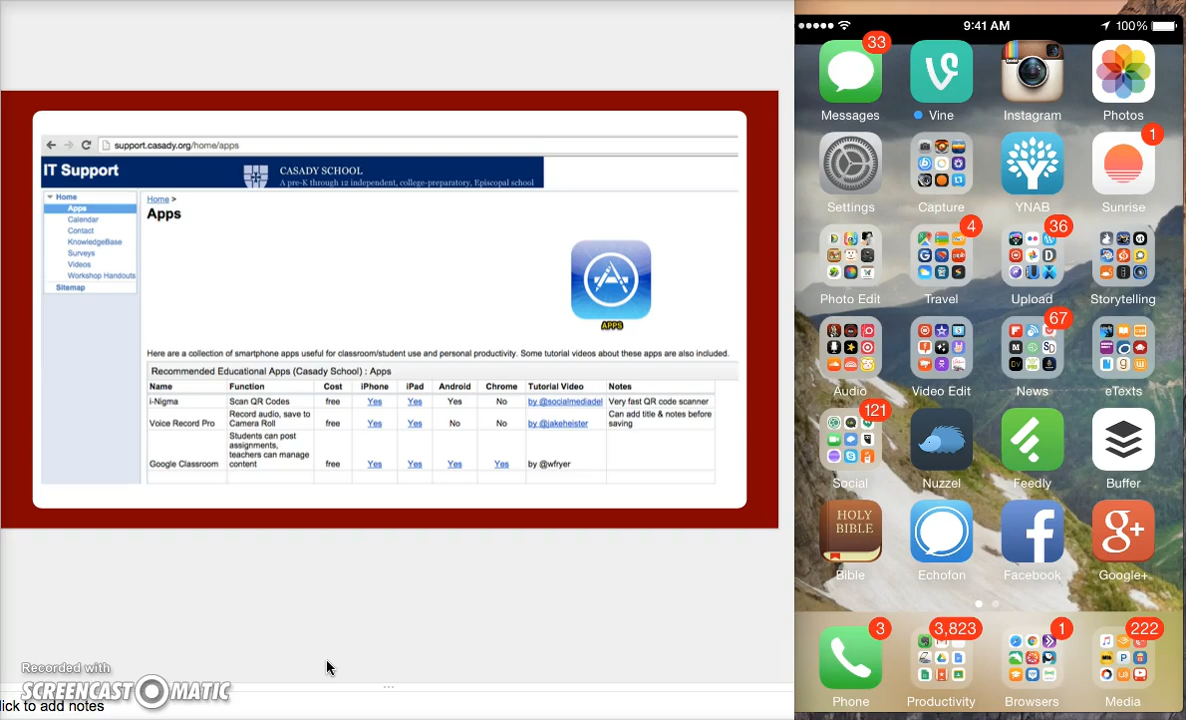 support.casady.org/home/apps
IT Support
CASADY SCHOOL
A pre-K through 12 independent, college-preparatory, Episcopal school
Home
Apps
Calendar
Contact
KnowledgeBase
Surveys
Videos
Workshop Handouts
Sitemap
Home >
Apps
APPS
Here are a collection of smartphone apps useful for classroom/student use and personal productivity. Some tutorial videos about these apps are also included.
Recommended Educational Apps (Casady School) : Apps
Name Function Cost iPhone iPad Android Chrome Tutorial Video Notes
i-Nigma Scan QR Codes free Yes Yes Yes No by @socialmediadel Very fast QR code scanner
Voice Record Pro Record audio, save to Camera Roll free Yes Yes No No by @jakeheister Can add title & notes before saving
Google Classroom Students can post assignments, teachers can manage content free Yes Yes Yes Yes by @wfryer
Recorded with
SCREENCAST-O-MATIC
lick to add notes
9:41 AM 100%
33
Messages Vine Instagram Photos
1
Settings Capture YNAB Sunrise
4 36
Photo Edit Travel Upload Storytelling
67
Audio Video Edit News eTexts
121
Social Nuzzel Feedly Buffer
HOLY
BIBLE
f g+
Bible Echofon Facebook Google+
3 3,823 1 222
Phone Productivity Browsers Media